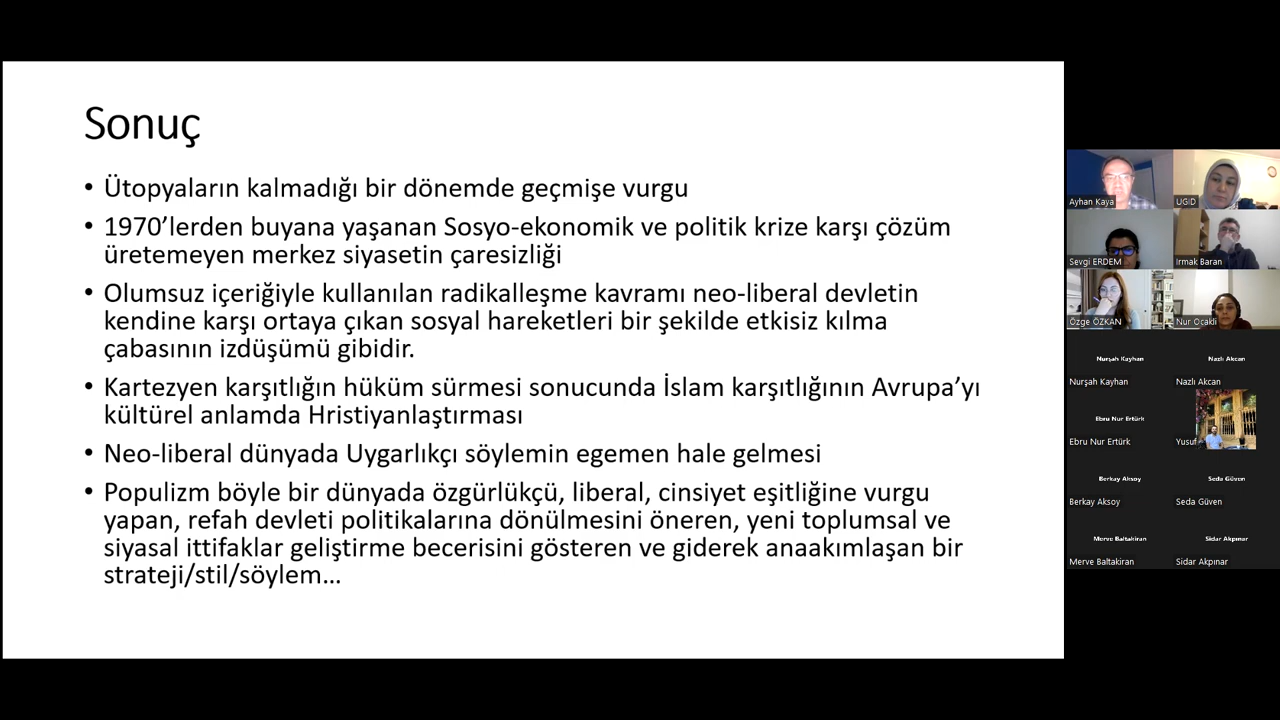 Sonuç
• Ütopyaların kalmadığı bir dönemde geçmişe vurgu
• 1970’lerden buyana yaşanan Sosyo-ekonomik ve politik krize karşı çözüm
üretemeyen merkez siyasetin çaresizliği
• Olumsuz içeriğiyle kullanılan radikalleşme kavramı neo-liberal devletin
kendine karşı ortaya çıkan sosyal hareketleri bir şekilde etkisiz kılma
çabasının izdüşümü gibidir.
• Kartezyen karşıtlığın hüküm sürmesi sonucunda İslam karşıtlığının Avrupa’yı
kültürel anlamda Hristiyanlaştırması
• Neo-liberal dünyada Uygarlıkçı söylemin egemen hale gelmesi
• Populizm böyle bir dünyada özgürlükçü, liberal, cinsiyet eşitliğine vurgu
yapan, refah devleti politikalarına dönülmesini öneren, yeni toplumsal ve
siyasal ittifaklar geliştirme becerisini gösteren ve giderek anaakımlaşan bir
strateji/stil/söylem…
Ayhan Kaya
UGID
Sevgi ERDEM
Irmak Baran
Özge ÖZKAN
Nur Ocakli
Nurşah Kayhan
Nazlı Akcan
Nurşah Kayhan
Nazlı Akcan
Ebru Nur Ertürk
Ebru Nur Ertürk
Yusuf
Berkay Aksoy
Seda Güven
Berkay Aksoy
Seda Güven
Merve Baltakiran
Sidar Akpınar
Merve Baltakiran
Sidar Akpınar